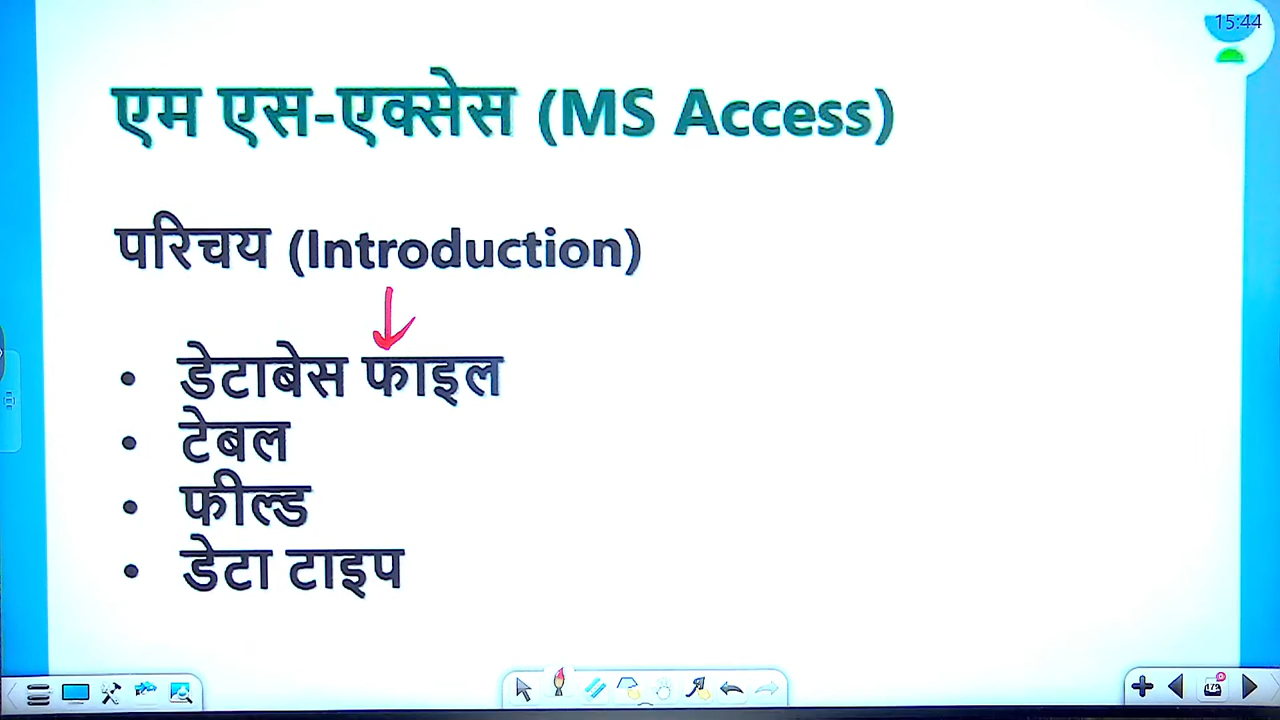 15:44
एम एस-एक्सेस (MS Access)
परिचय (Introduction)
• डेटाबेस फाइल
• टेबल
• फील्ड
• डेटा टाइप